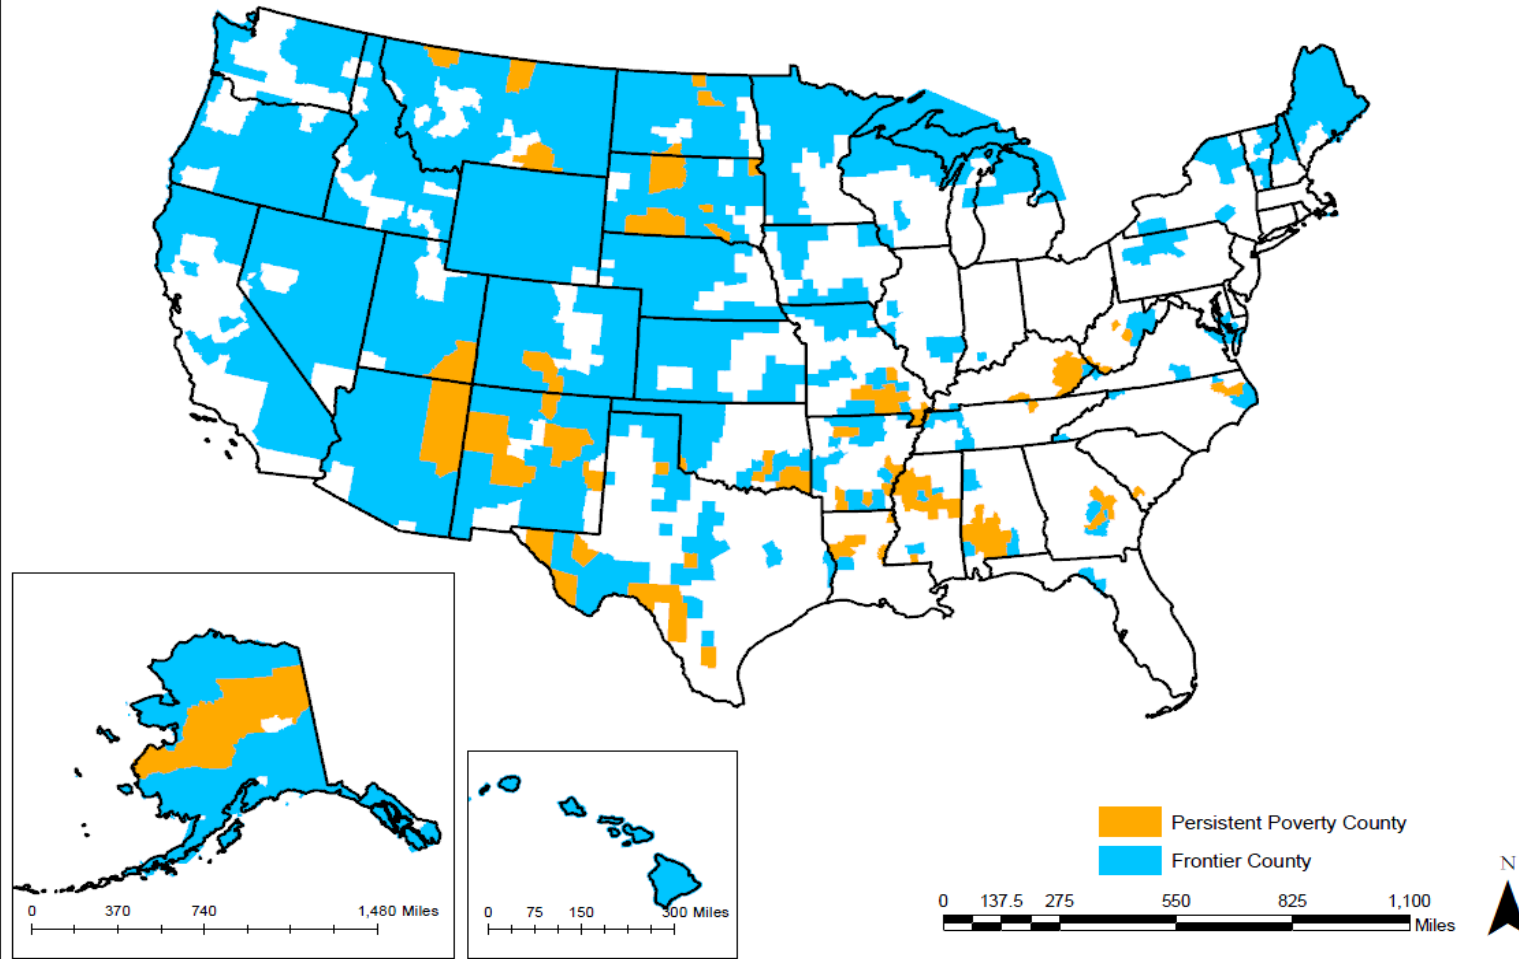 Persistent Poverty County
Frontier County
N
0 137.5 275 550 825 1,100
Miles
0 370 740 1,480 Miles
0 75 150 300 Miles